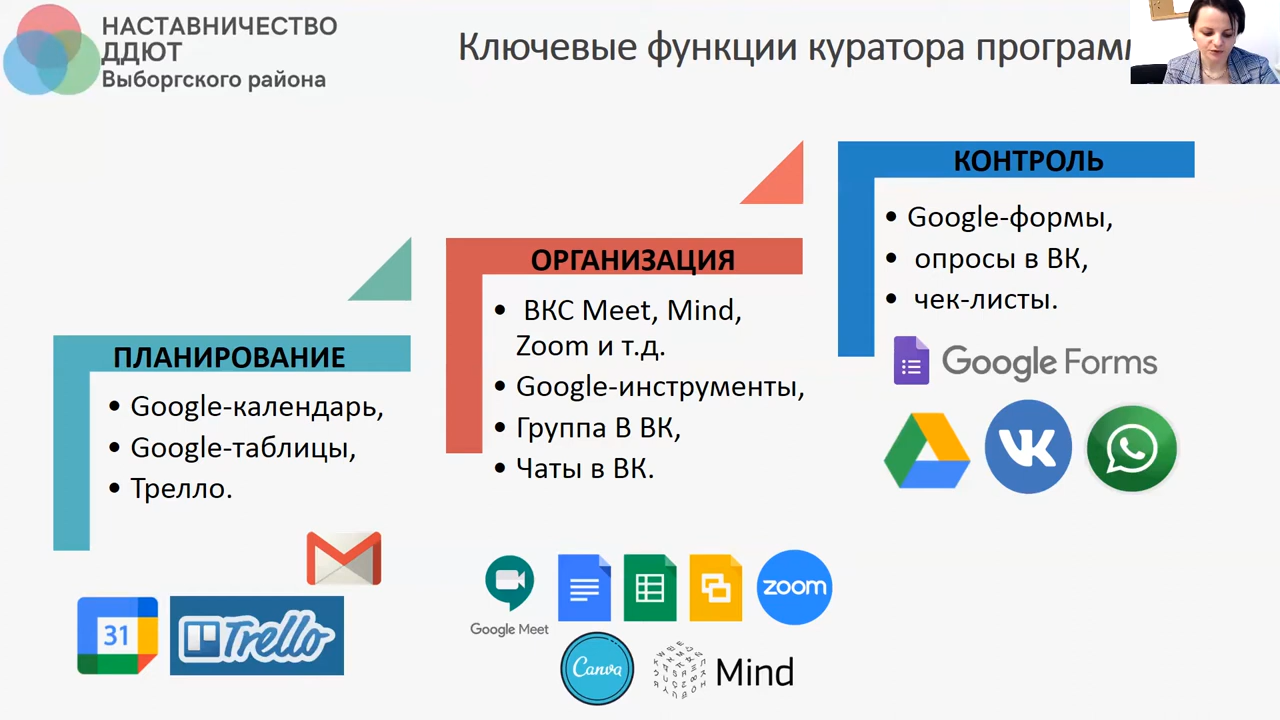 НАСТАВНИЧЕСТВО
ДДЮТ
Выборгского района
Ключевые функции куратора програм
КОНТРОЛЬ
• Google-формы,
• опросы в ВК,
• чек-листы.
Google Forms
ОРГАНИЗАЦИЯ
• ВКС Meet, Mind,
Zoom и т.д.
• Google-инструменты,
• Группа В ВК,
• Чаты в ВК.
ПЛАНИРОВАНИЕ
• Google-календарь,
• Google-таблицы,
• Трелло.
31
Trello
Google Meet
zoom
Canva
Mind